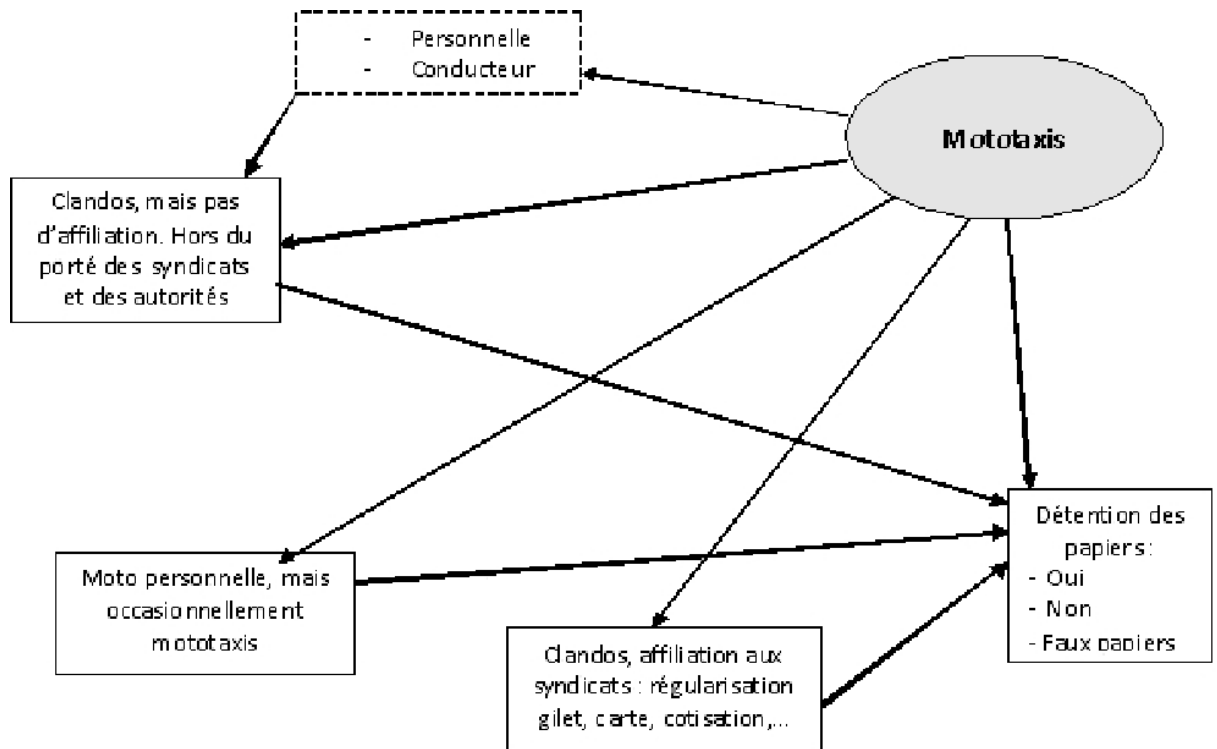 - Personnelle
- Conducteur
Mototaxis
Clandos, mais pas
d'affiliation. Hors du
porté des syndicats
et des autorités
Détention des
papiers :
- Oui
- Non
- Faux papiers
Moto personnelle, mais
occasionnellement
mototaxis
Clandos, affiliation aux
syndicats : régularisation
gilet, carte, cotisation,...